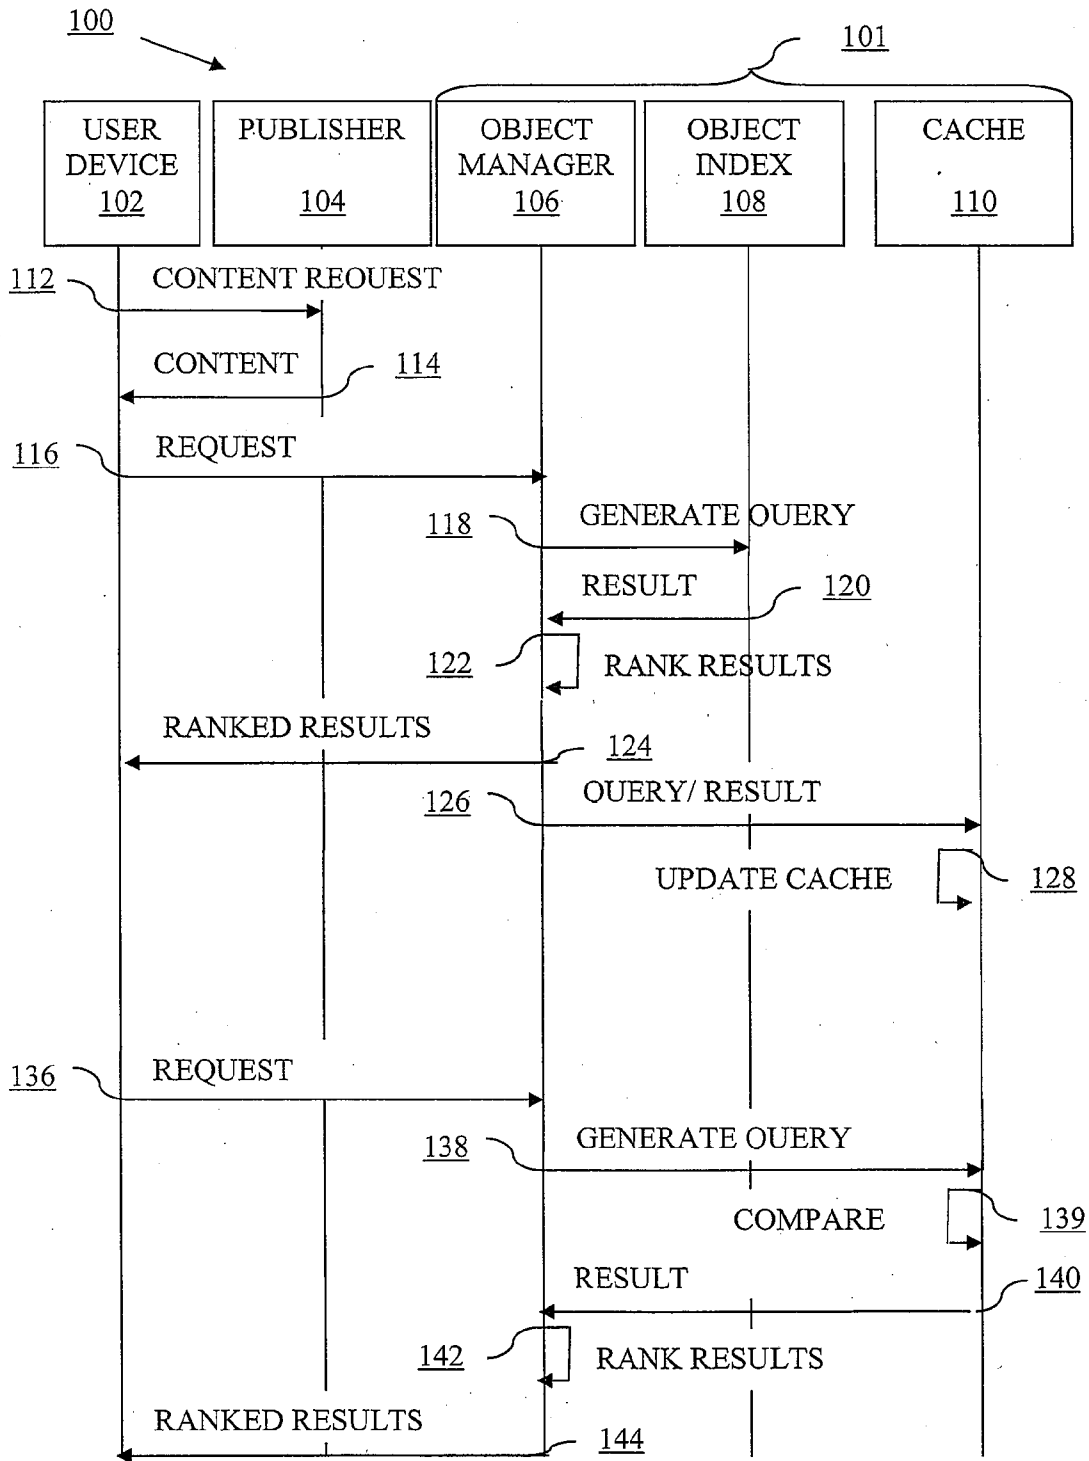 100
101
USER
DEVICE
102
PUBLISHER
104
OBJECT
MANAGER
106
OBJECT
INDEX
108
CACHE
110
112
CONTENT REQUEST
CONTENT
114
116
REQUEST
118
GENERATE QUERY
RESULT
120
122
RANK RESULTS
RANKED RESULTS
124
126
QUERY/ RESULT
UPDATE CACHE
128
136
REQUEST
138
GENERATE QUERY
COMPARE
139
RESULT
140
142
RANK RESULTS
RANKED RESULTS
144